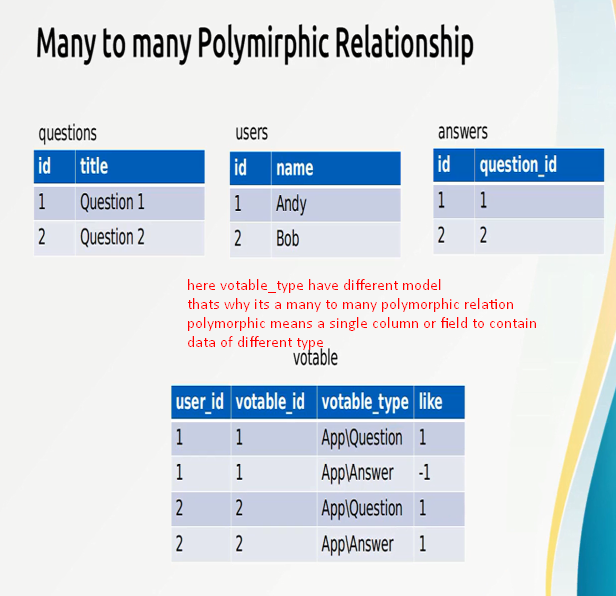 Many to many Polymirphic Relationship
questions
id title
1 Question 1
2 Question 2
users
id name
1 Andy
2 Bob
answers
id question_id
1 1
2 2
here votable_type have different model
thats why its a many to many polymorphic relation
polymorphic means a single column or field to contain
data of different type
votable
user_id votable_id votable_type like
1 1 App\Question 1
1 1 App\Answer -1
2 2 App\Question 1
2 2 App\Answer 1